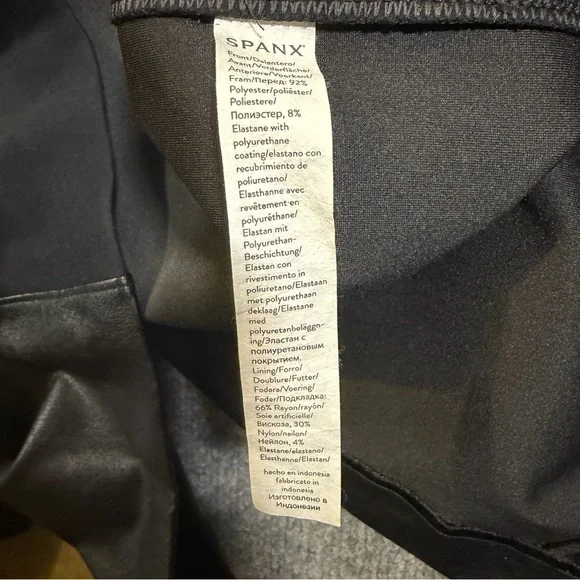 SPANX®
Front/Delantero/
Avant/Vorderfläche/
Anteriore/Voorkant/
Fram/Перед: 92%
Polyester/poliéster/
Poliestere/
Полиэстер, 8%
Elastane with
polyurethane
coating/elastano con
recubrimiento de
poliuretano/
Elasthanne avec
revêtement en
polyuréthane/
Elastan mit
Polyurethan-
Beschichtung/
Elastan con
rivestimento in
poliuretano/Elastaan
met polyurethaan
deklaag/Elastane
med
polyuretanbeläggn-
ing/Эластан с
полиуретановым
покрытием.
Lining/Forro/
Doublure/Futter/
Fodera/Voering/
Foder/Подкладка:
66% Rayon/rayón/
Soie artificielle/
Вискоза, 30%
Nylon/nailon/
Нейлон, 4%
Elastane/elastano/
Elasthanne/Elastan/
hecho en indonesia
fabbricato in
indonesia
Изготовлено в
Индонезии